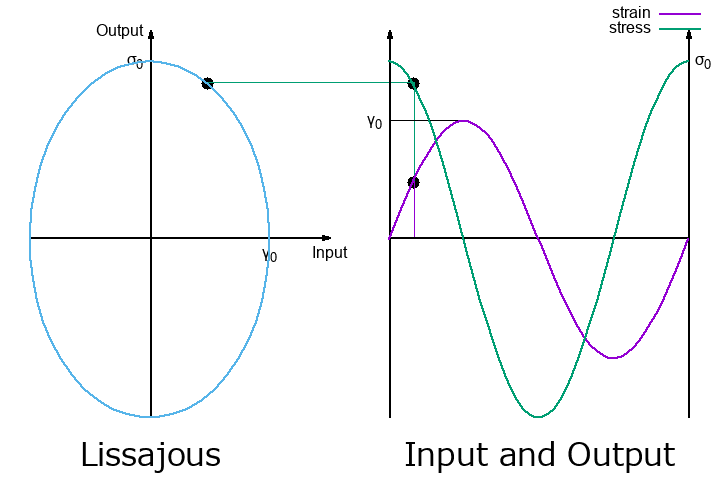 strain
stress
Output
σ0
σ0
γ0
γ0
Input
Lissajous
Input and Output